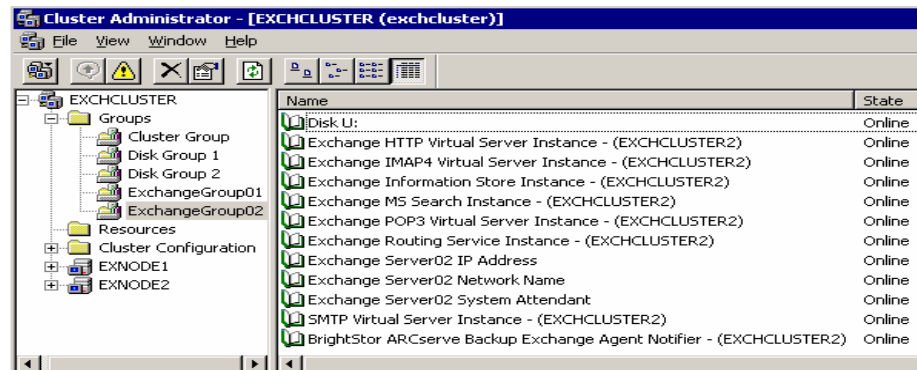 Cluster Administrator - [EXCHCLUSTER (exchcluster)]
File View Window Help
EXCHCLUSTER
Groups
Cluster Group
Disk Group 1
Disk Group 2
ExchangeGroup01
ExchangeGroup02
Resources
Cluster Configuration
EXNODE1
EXNODE2
Name State
Disk U: Online
Exchange HTTP Virtual Server Instance - (EXCHCLUSTER2) Online
Exchange IMAP4 Virtual Server Instance - (EXCHCLUSTER2) Online
Exchange Information Store Instance - (EXCHCLUSTER2) Online
Exchange MS Search Instance - (EXCHCLUSTER2) Online
Exchange POP3 Virtual Server Instance - (EXCHCLUSTER2) Online
Exchange Routing Service Instance - (EXCHCLUSTER2) Online
Exchange Server02 IP Address Online
Exchange Server02 Network Name Online
Exchange Server02 System Attendant Online
SMTP Virtual Server Instance - (EXCHCLUSTER2) Online
BrightStor ARCserve Backup Exchange Agent Notifier - (EXCHCLUSTER2) Online